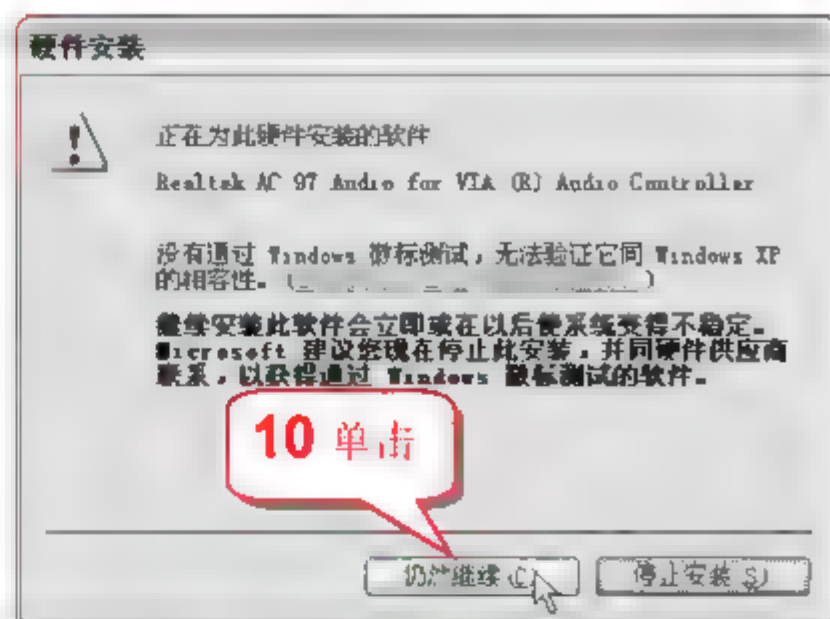 硬件安装
正在为此硬件安装的软件
Realtek AC 97 Audio for VIA (R) Audio Controller
没有通过 Windows 徽标测试，无法验证它同 Windows XP
的相容性。(
)
继续安装此软件会立即或在以后使系统变得不稳定。
Microsoft 建议您现在停止此安装，并同硬件供应商
联系，以获得通过 Windows 徽标测试的软件。
10 单击
仍然继续(C)
停止安装(S)